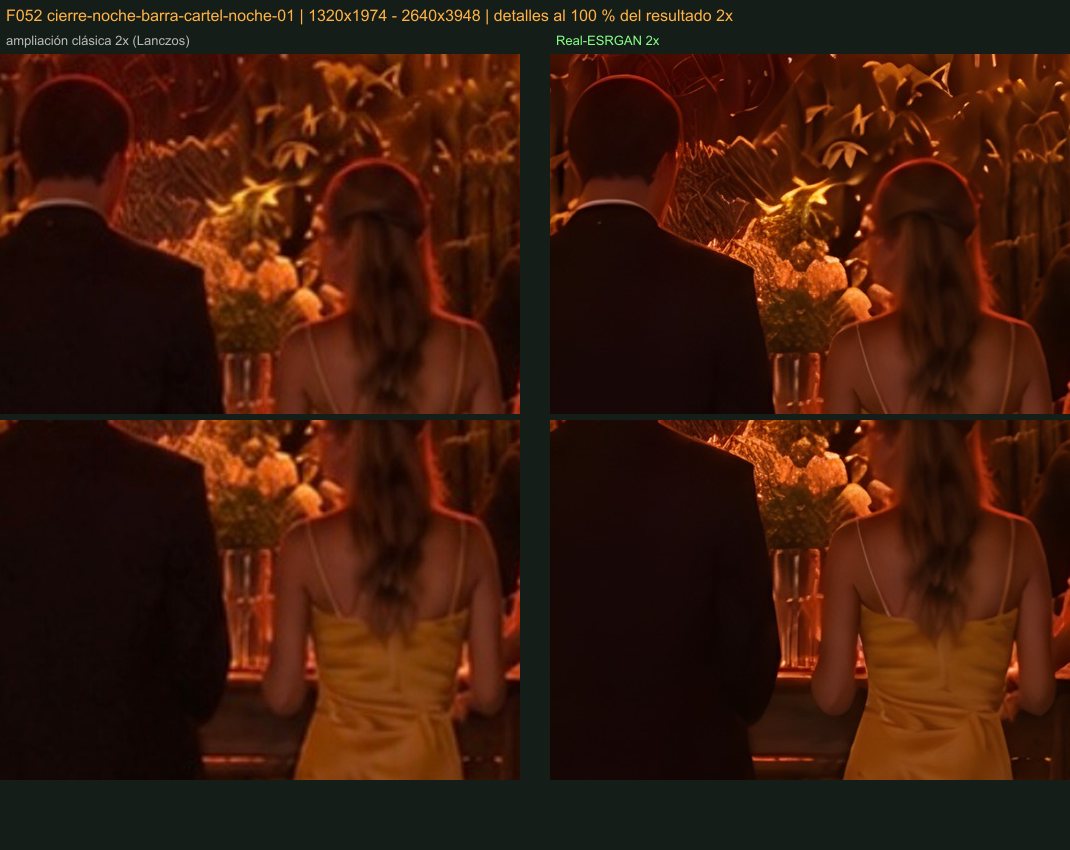 F052 cierre-noche-barra-cartel-noche-01 | 1320x1974 - 2640x3948 | detalles al 100 % del resultado 2x
ampliación clásica 2x (Lanczos)
Real-ESRGAN 2x